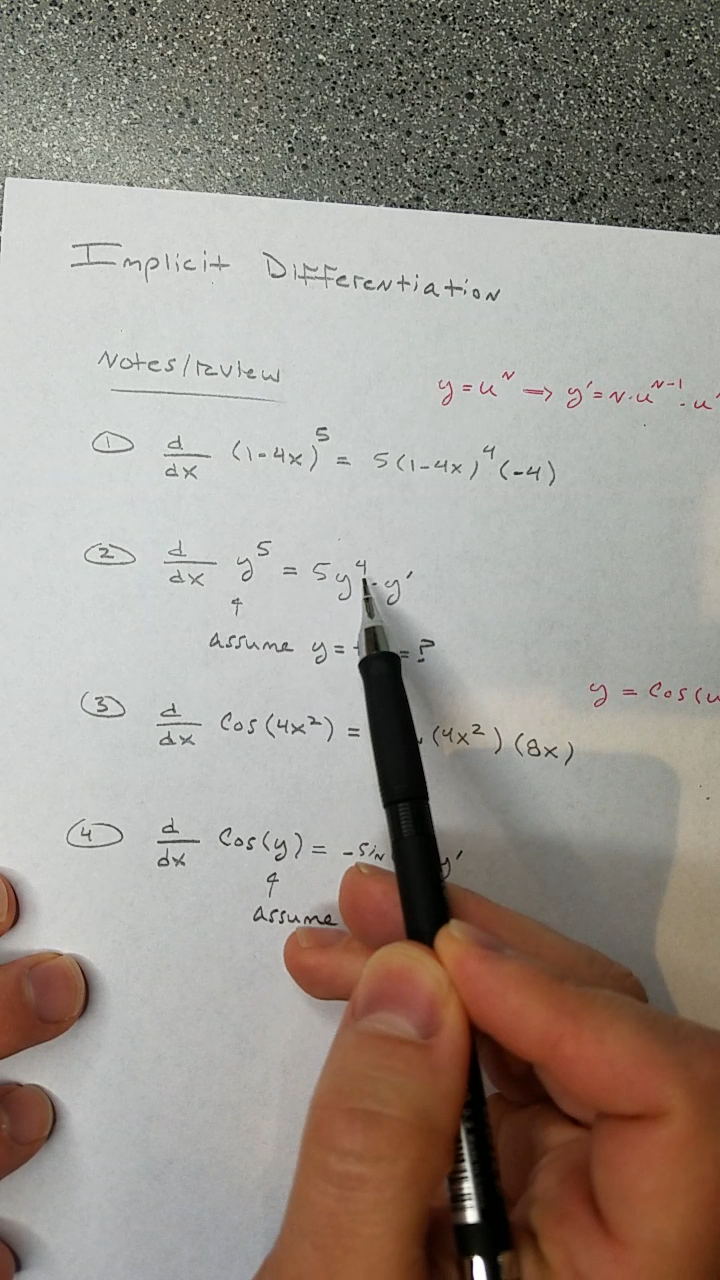 Implicit Differentiation
Notes/review
y = u^N ⇒ y' = N·u^(N-1)·u'
① d/dx (1-4x)^5 = 5(1-4x)^4(-4)
② d/dx y^5 = 5y^4·y'
assume y = = ?
y = cos(u
③ d/dx cos(4x²) = (4x²)(8x)
④ d/dx cos(y) = -sin y'
assume